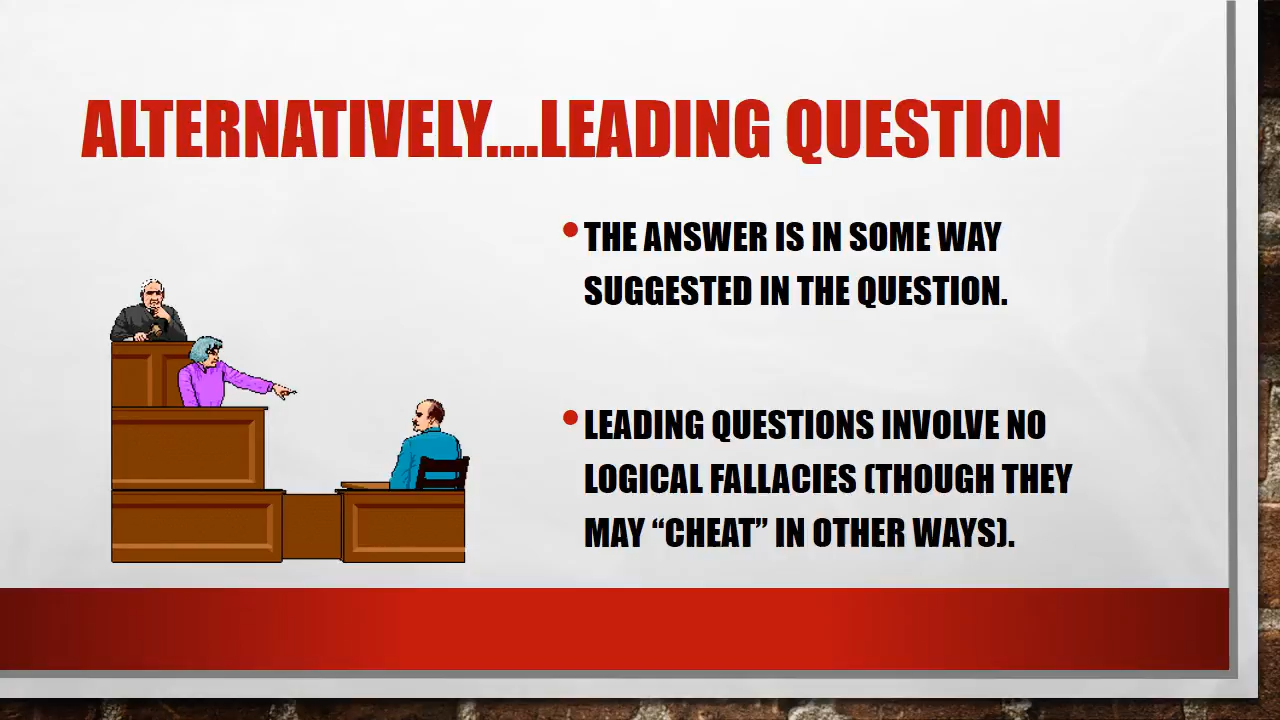 ALTERNATIVELY....LEADING QUESTION
•THE ANSWER IS IN SOME WAY
SUGGESTED IN THE QUESTION.
•LEADING QUESTIONS INVOLVE NO
LOGICAL FALLACIES (THOUGH THEY
MAY “CHEAT” IN OTHER WAYS).